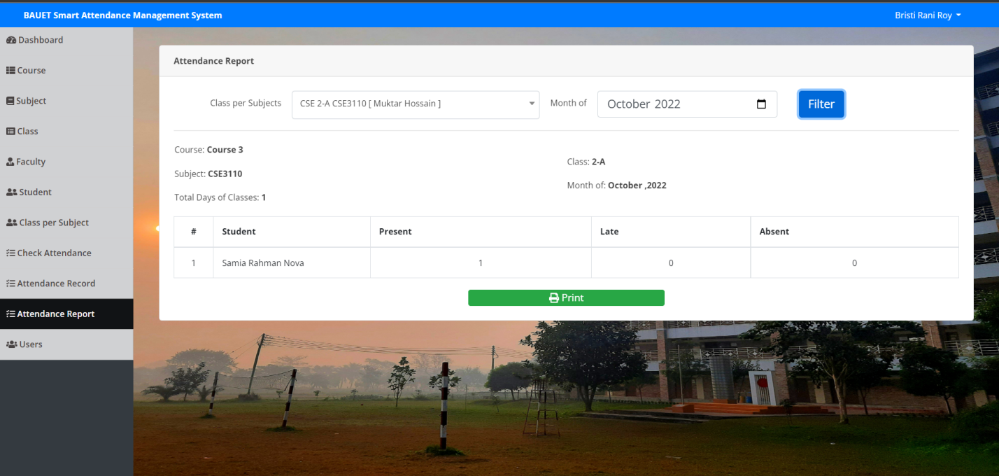 BAUET Smart Attendance Management System
Bristi Rani Roy
Dashboard
Course
Subject
Class
Faculty
Student
Class per Subject
Check Attendance
Attendance Record
Attendance Report
Users
Attendance Report
Class per Subjects CSE 2-A CSE3110 [ Muktar Hossain ] Month of October 2022 Filter
Course: Course 3
Subject: CSE3110
Total Days of Classes: 1
Class: 2-A
Month of: October ,2022
# Student Present Late Absent
1 Samia Rahman Nova 1 0 0
Print